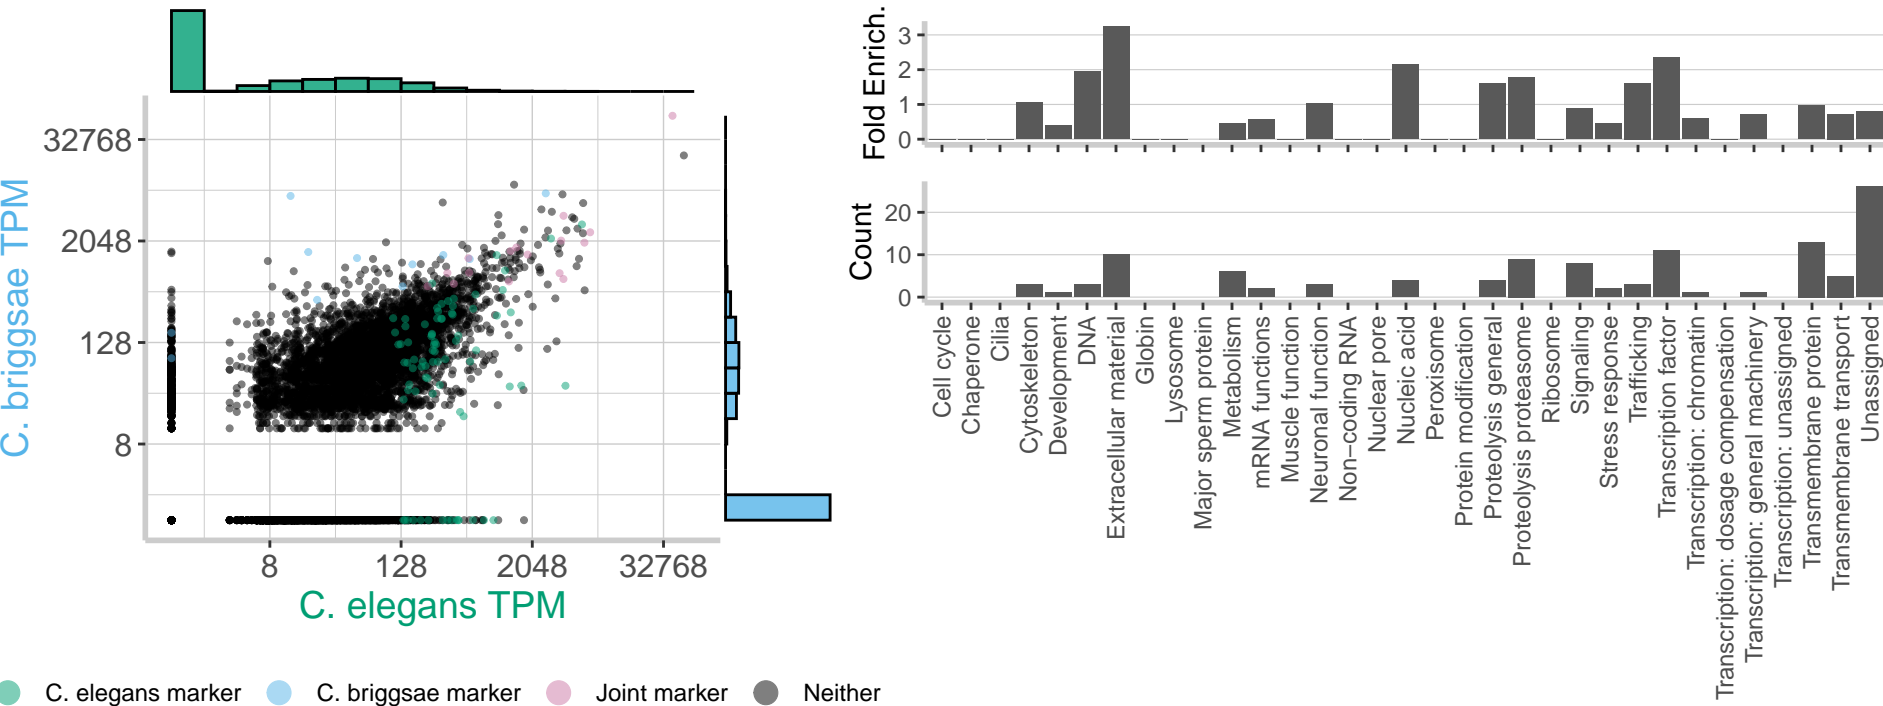 C. briggsae TPM
32768
2048
128
8
8 128 2048 32768
C. elegans TPM
C. elegans marker C. briggsae marker Joint marker Neither
Fold Enrich.
3
2
1
0
Count
20
10
0
Cell cycle
Chaperone
Cilia
Cytoskeleton
Development
DNA
Extracellular material
Globin
Lysosome
Major sperm protein
Metabolism
mRNA functions
Muscle function
Neuronal function
Non−coding RNA
Nuclear pore
Nucleic acid
Peroxisome
Protein modification
Proteolysis general
Proteolysis proteasome
Ribosome
Signaling
Stress response
Trafficking
Transcription factor
Transcription: chromatin
Transcription: dosage compensation
Transcription: general machinery
Transcription: unassigned
Transmembrane protein
Transmembrane transport
Unassigned